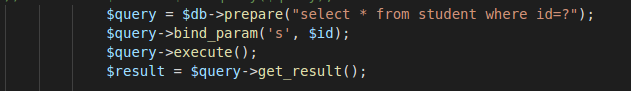 $query = $db->prepare("select * from student where id=?");
$query->bind_param('s', $id);
$query->execute();
$result = $query->get_result();